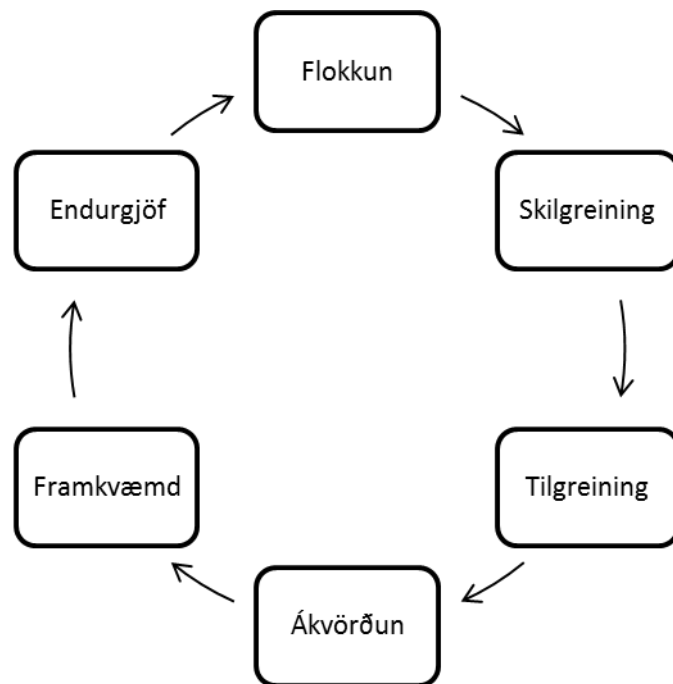 Flokkun
Skilgreining
Tilgreining
Ákvörðun
Framkvæmd
Endurgjöf